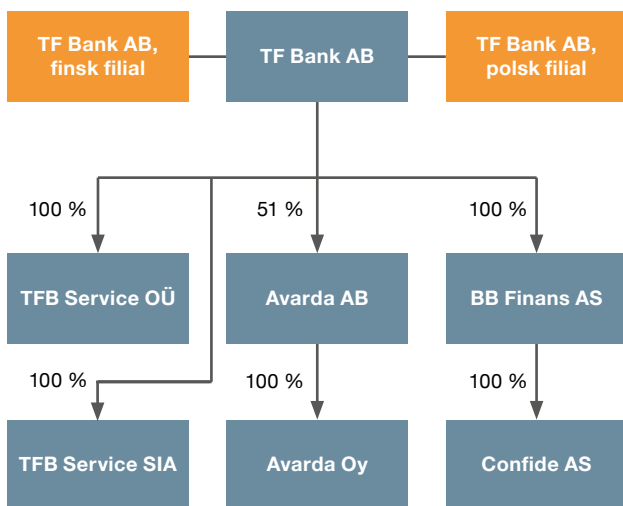 TF Bank AB,
finsk filial
TF Bank AB
TF Bank AB,
polsk filial
100 %
51 %
100 %
TFB Service OÜ
Avarda AB
BB Finans AS
100 %
100 %
100 %
TFB Service SIA
Avarda Oy
Confide AS